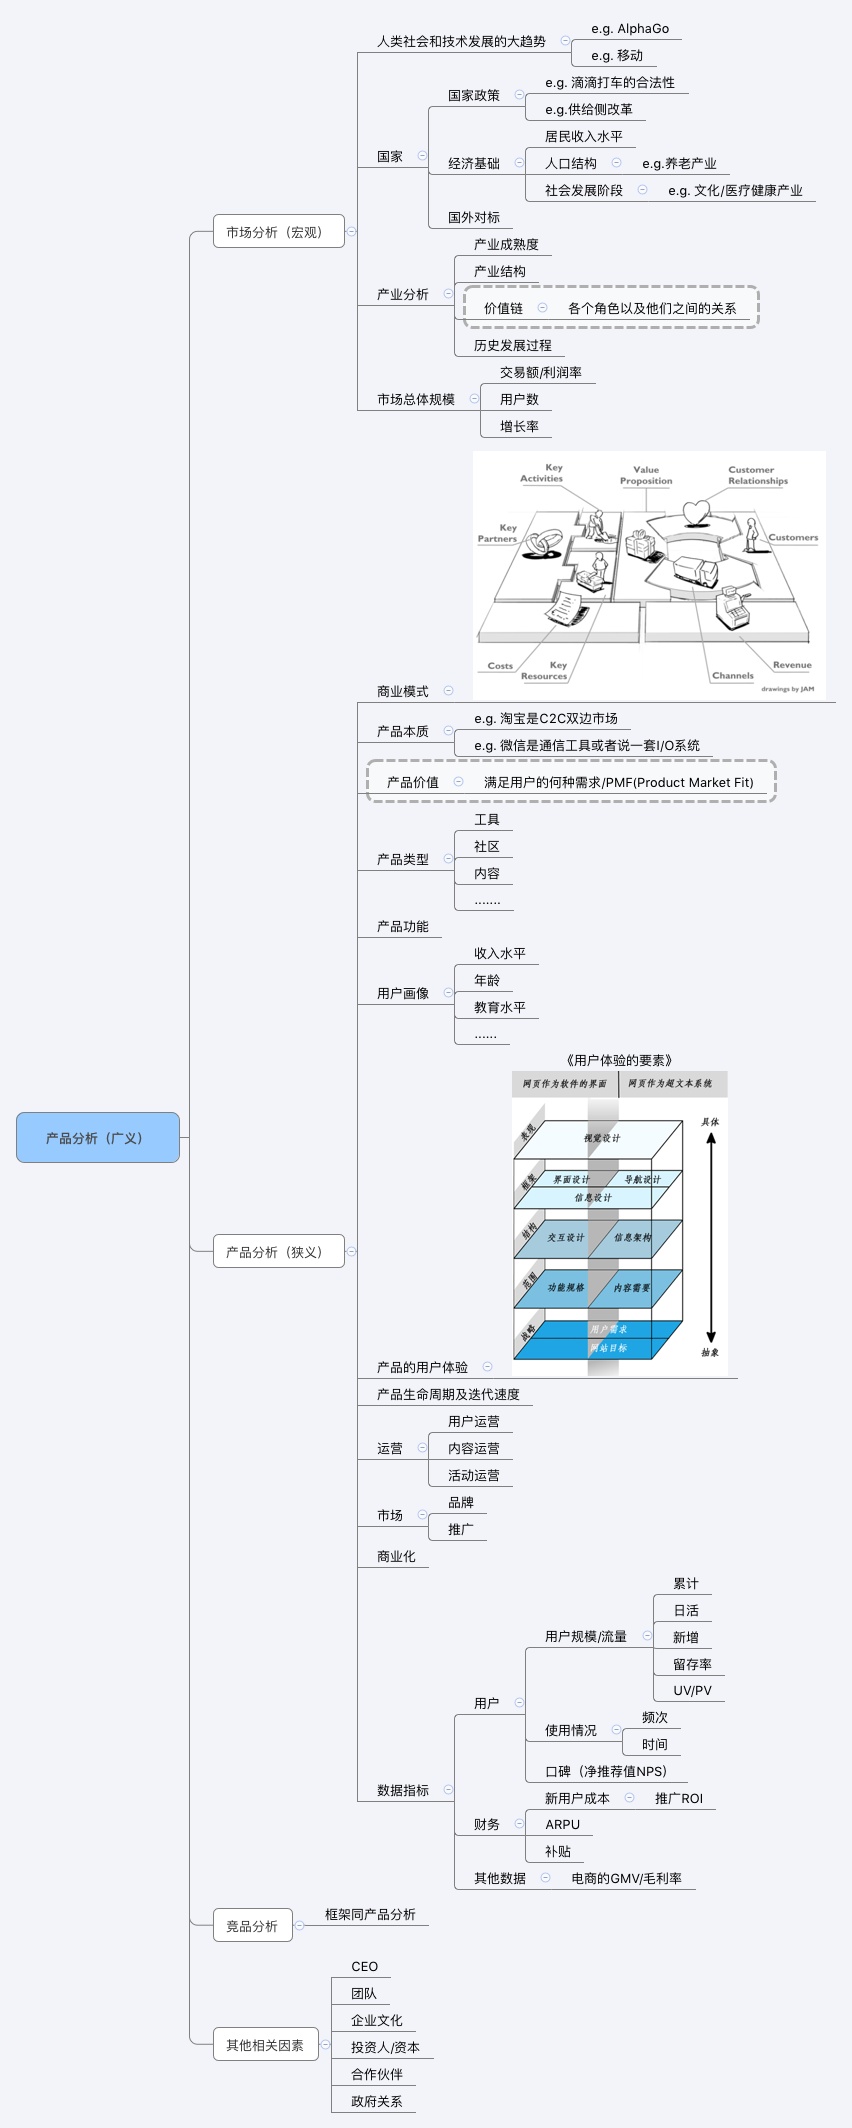 产品分析（广义）
市场分析（宏观）
人类社会和技术发展的大趋势
e.g. AlphaGo
e.g. 移动
国家
国家政策
e.g. 滴滴打车的合法性
e.g.供给侧改革
经济基础
居民收入水平
人口结构
e.g.养老产业
社会发展阶段
e.g. 文化/医疗健康产业
国外对标
产业分析
产业成熟度
产业结构
价值链
各个角色以及他们之间的关系
历史发展过程
市场总体规模
交易额/利润率
用户数
增长率
产品分析（狭义）
商业模式
Key
Activities
Value
Proposition
Customer
Relationships
Key
Partners
Customers
Costs
Key
Resources
Channels
Revenue
drawings by JAM
产品本质
e.g. 淘宝是C2C双边市场
e.g. 微信是通信工具或者说一套I/O系统
产品价值
满足用户的何种需求/PMF(Product Market Fit)
产品类型
工具
社区
内容
.......
产品功能
用户画像
收入水平
年龄
教育水平
......
产品的用户体验
《用户体验的要素》
网页作为软件的界面
网页作为超文本系统
表现
视觉设计
具体
框架
界面设计
导航设计
信息设计
结构
交互设计
信息架构
范围
功能规格
内容需要
战略
用户需求
网站目标
抽象
产品生命周期及迭代速度
运营
用户运营
内容运营
活动运营
市场
品牌
推广
商业化
数据指标
用户
用户规模/流量
累计
日活
新增
留存率
UV/PV
使用情况
频次
时间
口碑（净推荐值NPS）
财务
新用户成本
推广ROI
ARPU
补贴
其他数据
电商的GMV/毛利率
竞品分析
框架同产品分析
其他相关因素
CEO
团队
企业文化
投资人/资本
合作伙伴
政府关系